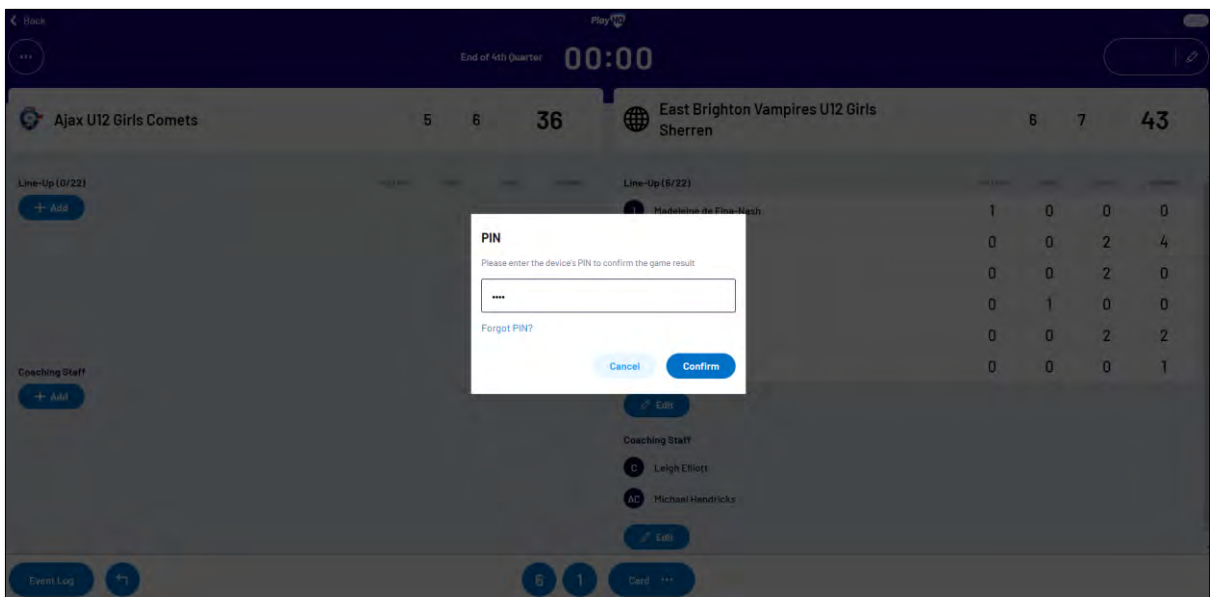 Back
PlayHQ
End of 4th Quarter 00:00
Ajax U12 Girls Comets 5 6 36
East Brighton Vampires U12 Girls
Sherren 6 7 43
Line-Up (0/22)
+ Add
Line-Up (6/22)
1 Madeleine de Fina-Nash 1 0 0 0
0 0 2 4
0 0 2 0
0 1 0 0
0 0 2 2
0 0 0 1
PIN
Please enter the device's PIN to confirm the game result
••••
Forgot PIN?
Cancel Confirm
Edit
Coaching Staff
+ Add
Coaching Staff
C Leigh Elliott
AC Michael Hendricks
Edit
Event Log 6 1 Card ...